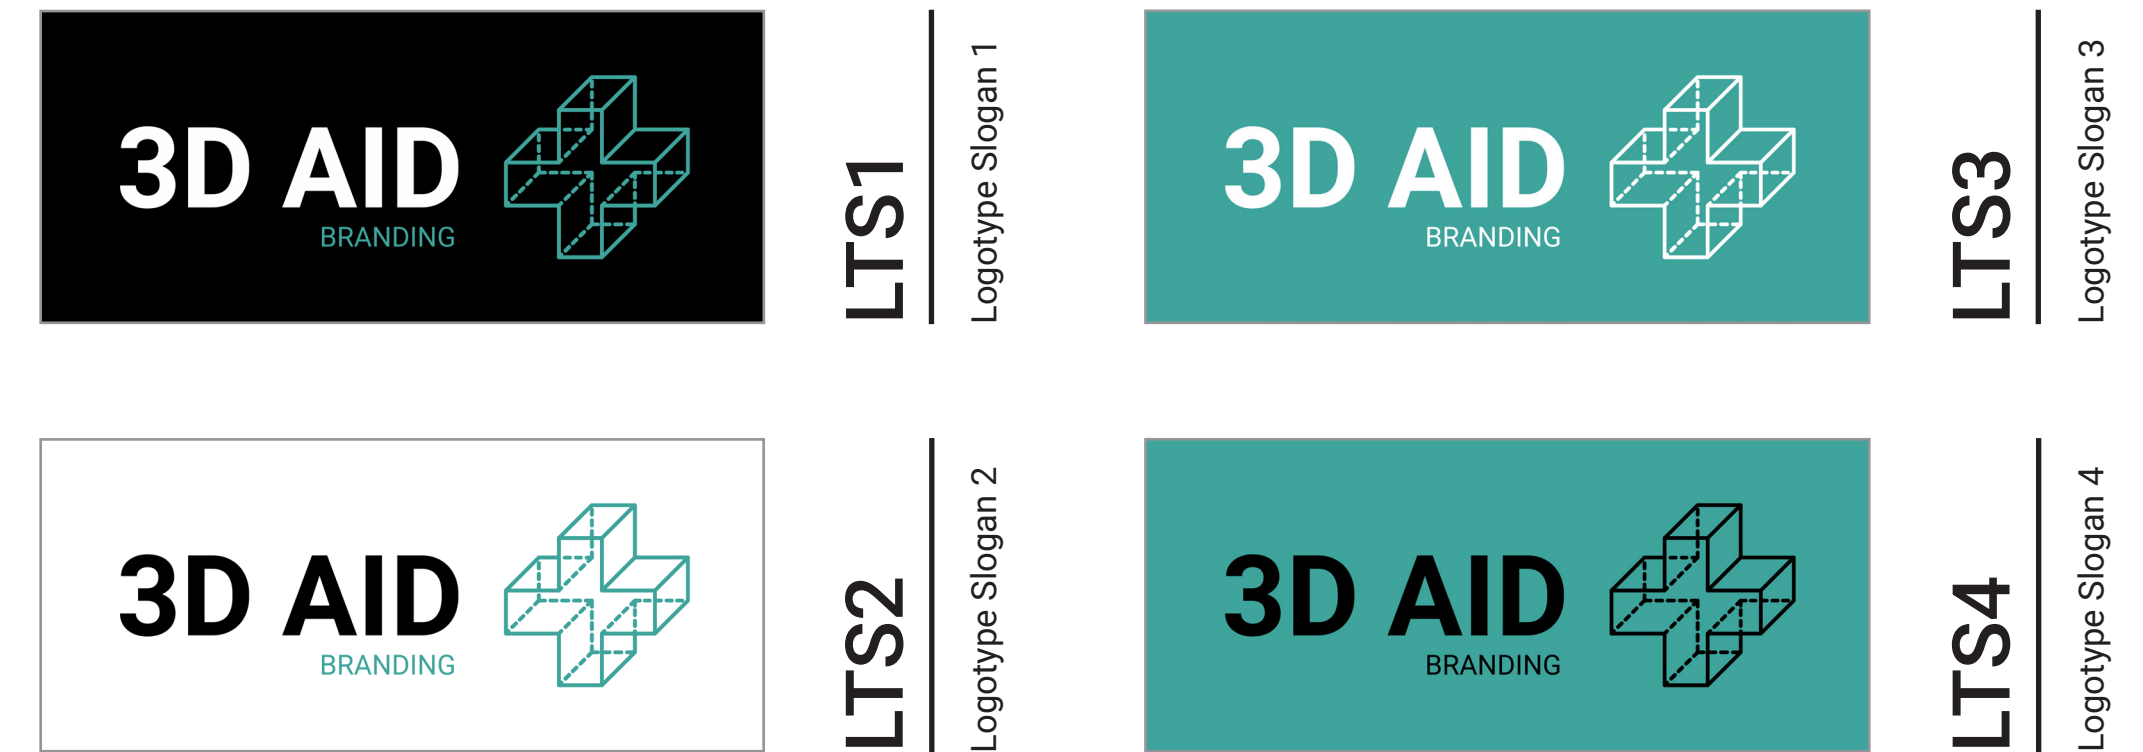 3D AID
BRANDING
LTS1
Logotype Slogan 1
3D AID
BRANDING
LTS3
Logotype Slogan 3
3D AID
BRANDING
LTS2
Logotype Slogan 2
3D AID
BRANDING
LTS4
Logotype Slogan 4